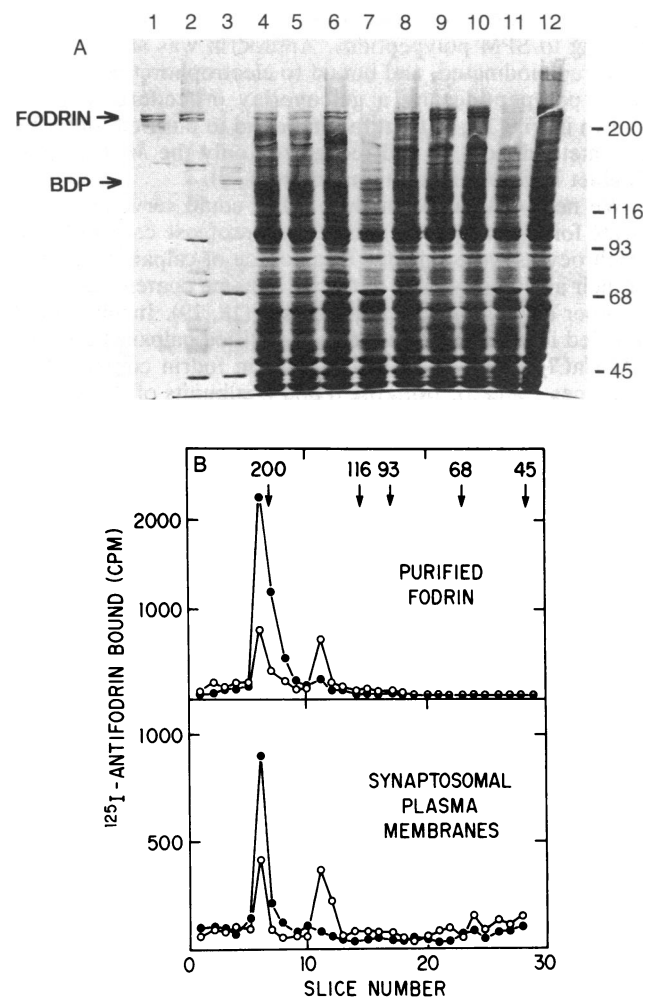 1 2 3 4 5 6 7 8 9 10 11 12
A
FODRIN
BDP
200
116
93
68
45
B
200 116 93 68 45
2000
1000
PURIFIED
FODRIN
1000
500
SYNAPTOSOMAL
PLASMA
MEMBRANES
125I-ANTIFODRIN BOUND (CPM)
0 10 20 30
SLICE NUMBER